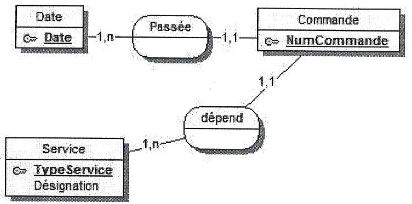 Date
Date
1,n
Passée
1,1
Commande
NumCommande
1,1
dépend
1,n
Service
TypeService
Désignation